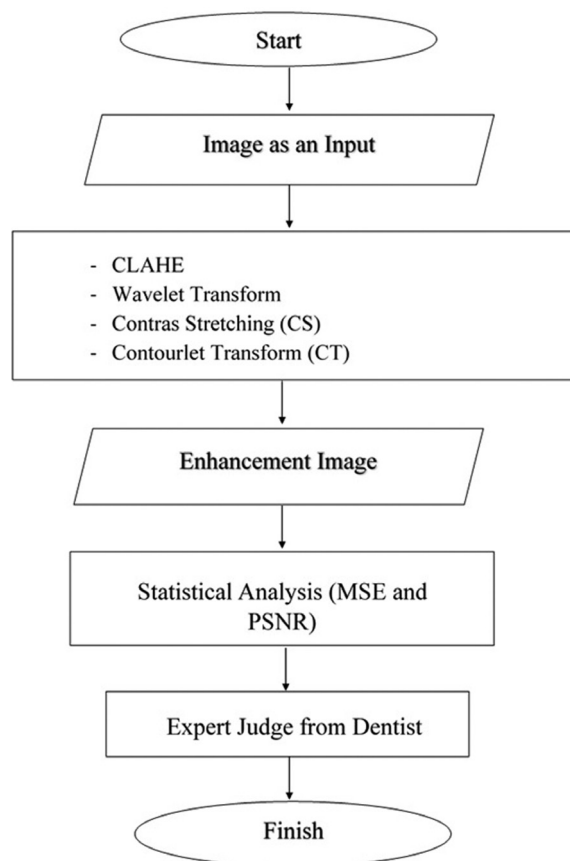 Start
Image as an Input
- CLAHE
- Wavelet Transform
- Contras Stretching (CS)
- Contourlet Transform (CT)
Enhancement Image
Statistical Analysis (MSE and
PSNR)
Expert Judge from Dentist
Finish